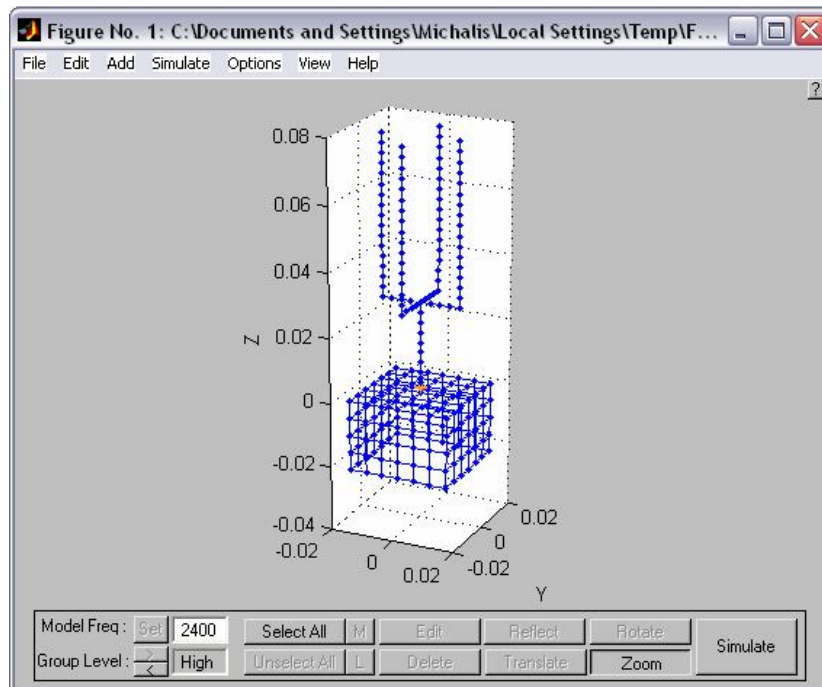 Figure No. 1: C:\Documents and Settings\Michalis\Local Settings\Temp\F...
File Edit Add Simulate Options View Help
?
0.08
0.06
0.04
0.02
0
-0.02
-0.04
Z
-0.02
0
0.02
-0.02
0
0.02
Y
Model Freq : Set 2400 Select All M Edit Reflect Rotate Simulate
Group Level : > < High Unselect All L Delete Translate Zoom